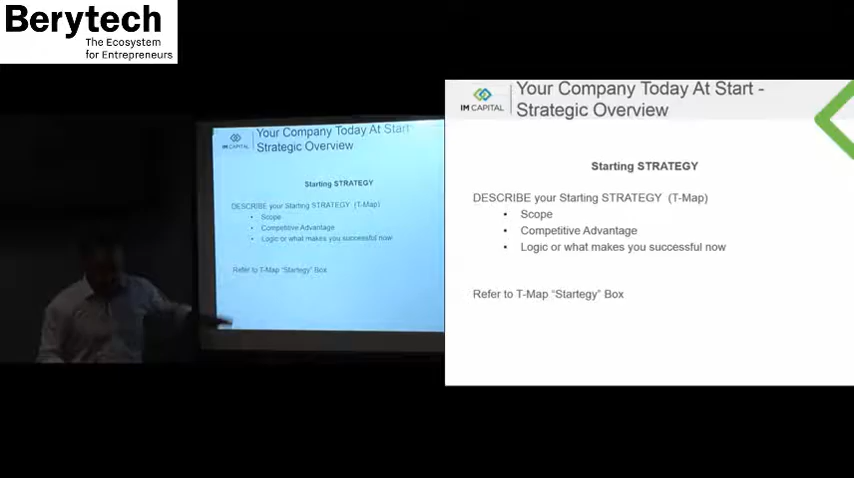 Berytech
The Ecosystem
for Entrepreneurs
IM CAPITAL
Your Company Today At Start
Strategic Overview
Starting STRATEGY
DESCRIBE your Starting STRATEGY (T-Map)
• Scope
• Competitive Advantage
• Logic or what makes you successful now
Refer to T-Map "Startegy" Box
IM CAPITAL
Your Company Today At Start -
Strategic Overview
Starting STRATEGY
DESCRIBE your Starting STRATEGY (T-Map)
• Scope
• Competitive Advantage
• Logic or what makes you successful now
Refer to T-Map “Startegy” Box